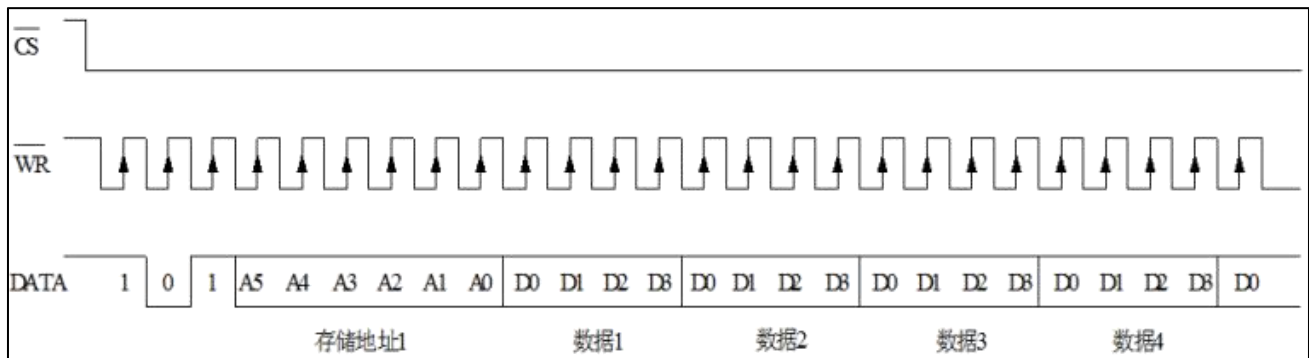 CS
WR
DATA 1 0 1 A5 A4 A3 A2 A1 A0 D0 D1 D2 D3 D0 D1 D2 D3 D0 D1 D2 D3 D0 D1 D2 D3 D0
存储地址1 数据1 数据2 数据3 数据4